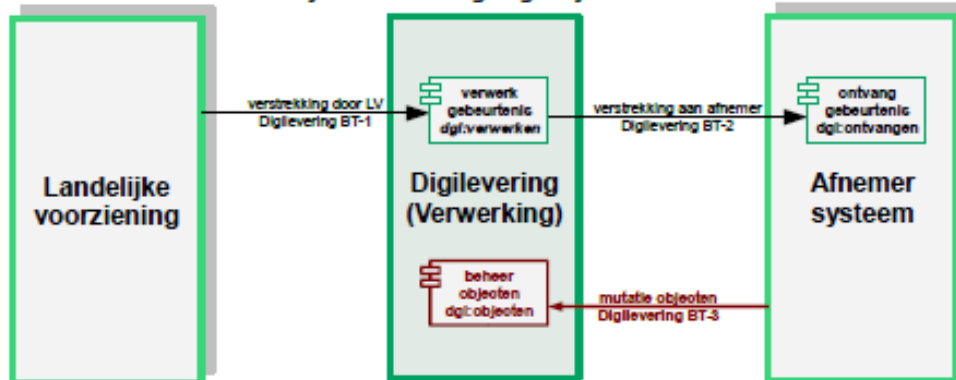 verstrekking door LV
Digilevering BT-1
verwerk
gebeurtenis
dgl:verwerken
verstrekking aan afnemer
Digilevering BT-2
ontvang
gebeurtenis
dgl:ontvangen
Landelijke
voorziening
Digilevering
(Verwerking)
Afnemer
systeem
beheer
objecten
dgl:objecten
mutatie objecten
Digilevering BT-3